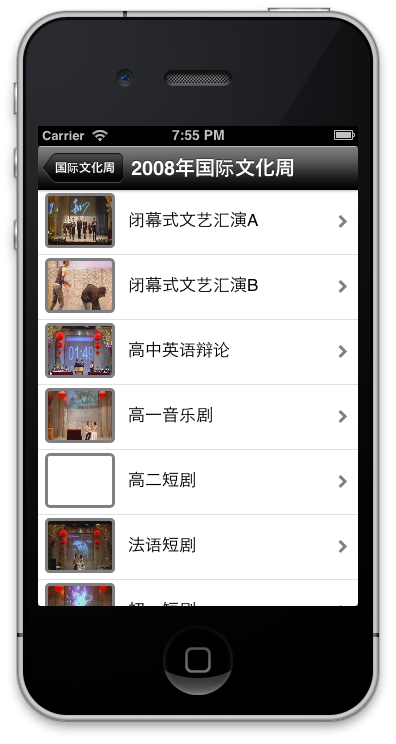 Carrier 7:55 PM
国际文化周 2008年国际文化周
闭幕式文艺汇演A
闭幕式文艺汇演B
01:49
高中英语辩论
高一音乐剧
高二短剧
法语短剧